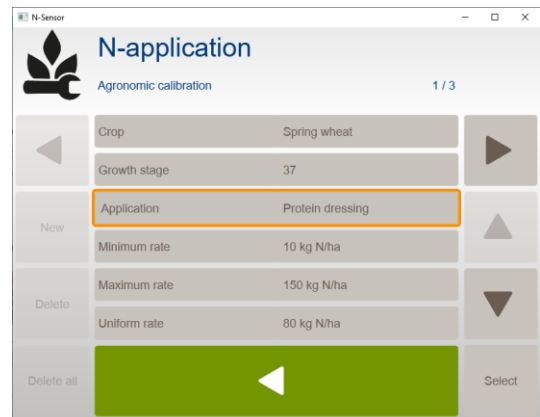 N-Sensor
N-application
Agronomic calibration 1 / 3
Crop Spring wheat
Growth stage 37
New
Application Protein dressing
Minimum rate 10 kg N/ha
Delete
Maximum rate 150 kg N/ha
Uniform rate 80 kg N/ha
Delete all
Select